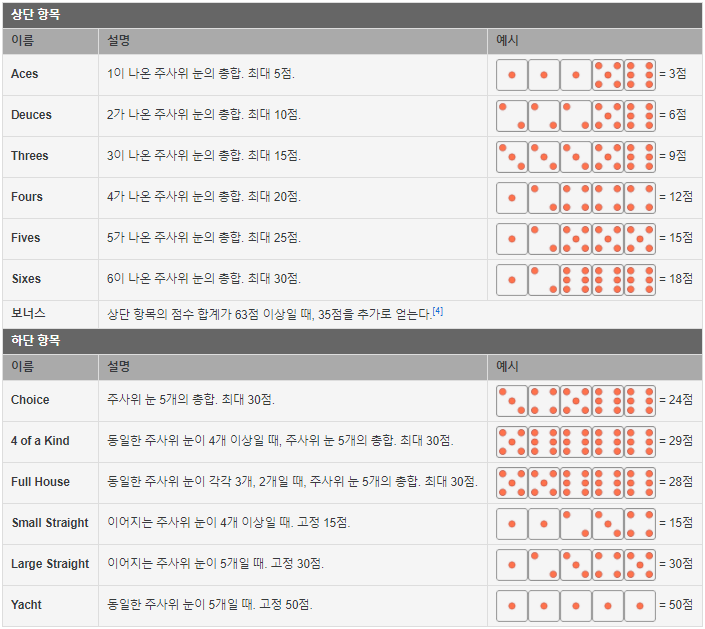 상단 항목
이름 설명 예시
Aces 1이 나온 주사위 눈의 총합. 최대 5점. = 3점
Deuces 2가 나온 주사위 눈의 총합. 최대 10점. = 6점
Threes 3이 나온 주사위 눈의 총합. 최대 15점. = 9점
Fours 4가 나온 주사위 눈의 총합. 최대 20점. = 12점
Fives 5가 나온 주사위 눈의 총합. 최대 25점. = 15점
Sixes 6이 나온 주사위 눈의 총합. 최대 30점. = 18점
보너스 상단 항목의 점수 합계가 63점 이상일 때, 35점을 추가로 얻는다.[4]
하단 항목
이름 설명 예시
Choice 주사위 눈 5개의 총합. 최대 30점. = 24점
4 of a Kind 동일한 주사위 눈이 4개 이상일 때, 주사위 눈 5개의 총합. 최대 30점. = 29점
Full House 동일한 주사위 눈이 각각 3개, 2개일 때, 주사위 눈 5개의 총합. 최대 30점. = 28점
Small Straight 이어지는 주사위 눈이 4개 이상일 때. 고정 15점. = 15점
Large Straight 이어지는 주사위 눈이 5개일 때. 고정 30점. = 30점
Yacht 동일한 주사위 눈이 5개일 때. 고정 50점. = 50점